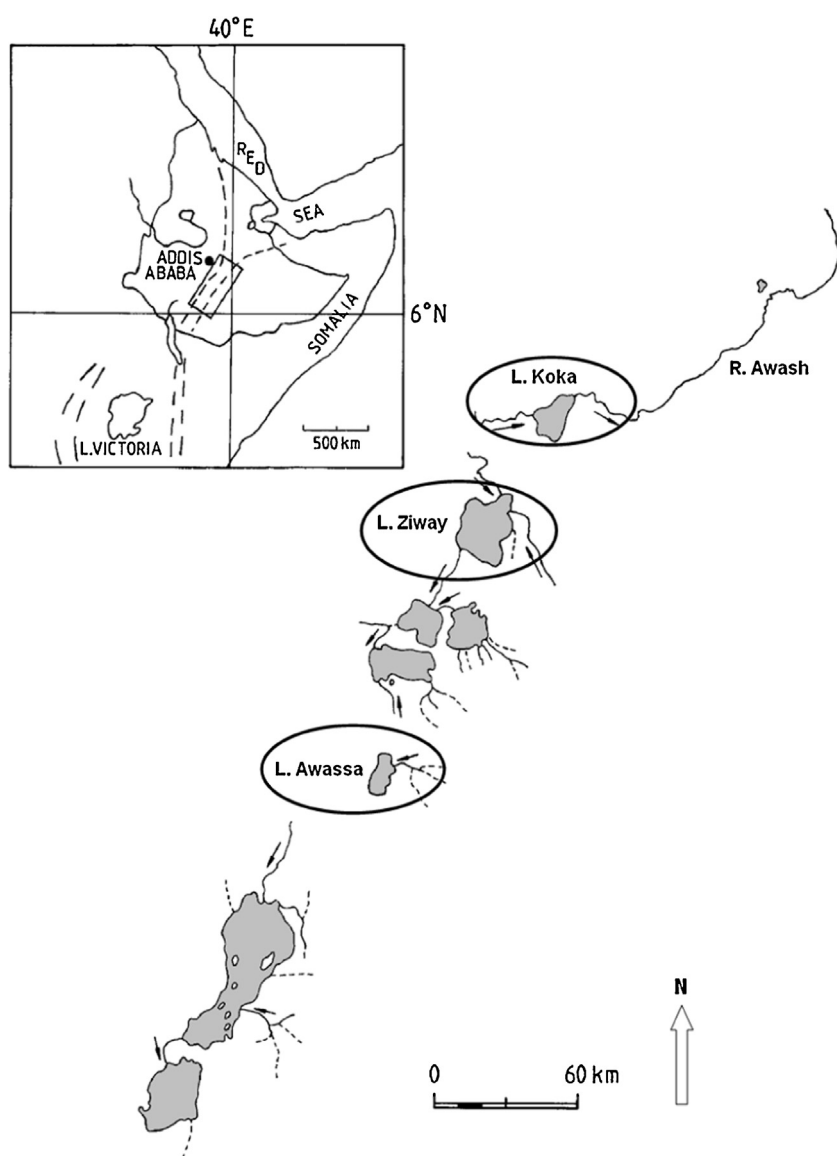 40°E
RED
SEA
ADDIS
ABABA
SOMALIA
6°N
L.VICTORIA
500 km
L. Koka
R. Awash
L. Ziway
L. Awassa
N
0 60 km